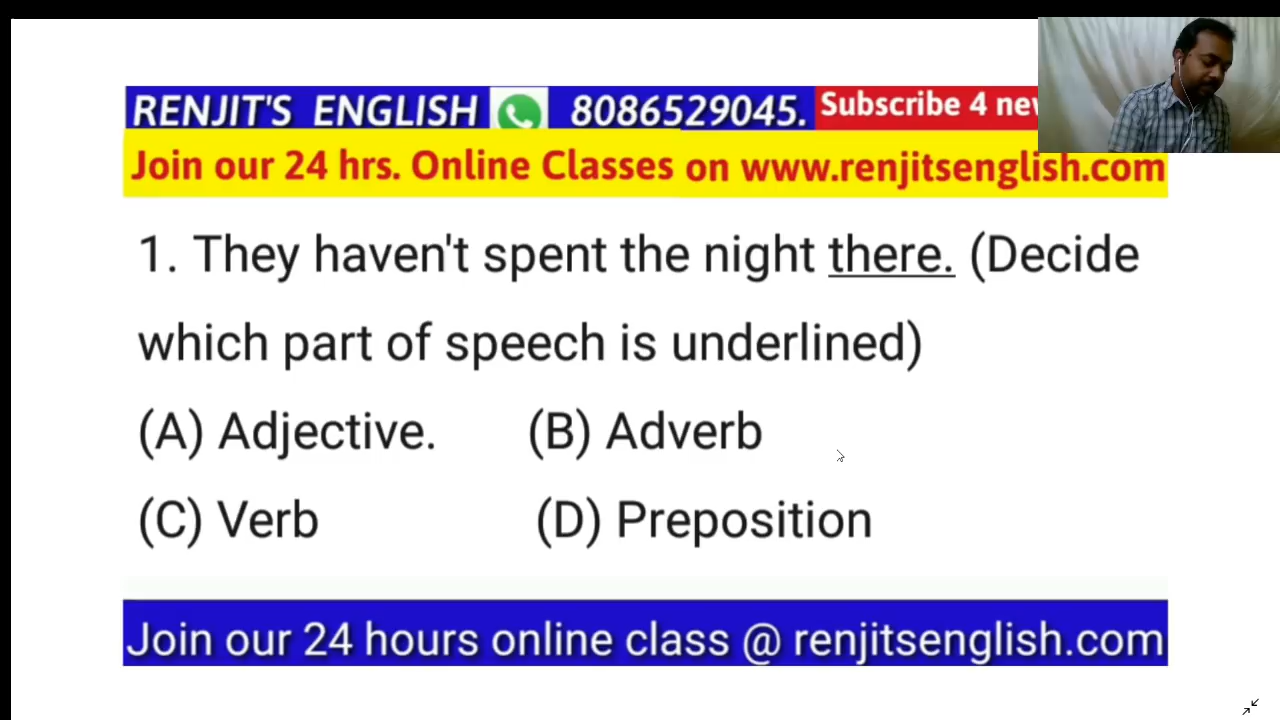 RENJIT'S ENGLISH 8086529045. Subscribe 4
Join our 24 hrs. Online Classes on www.renjitsenglish.com
1. They haven't spent the night there. (Decide
which part of speech is underlined)
(A) Adjective. (B) Adverb
(C) Verb (D) Preposition
Join our 24 hours online class @ renjitsenglish.com